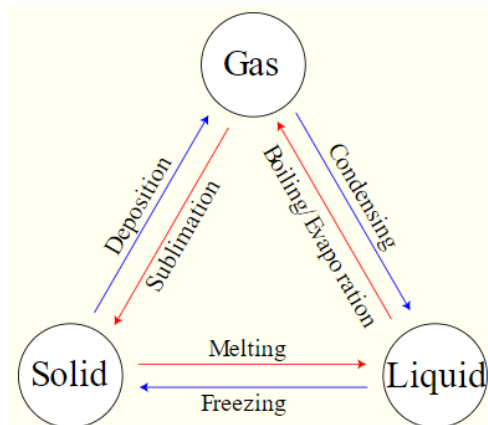 Gas
Deposition
Sublimation
Boiling/Evaporation
Condensing
Solid
Melting
Freezing
Liquid